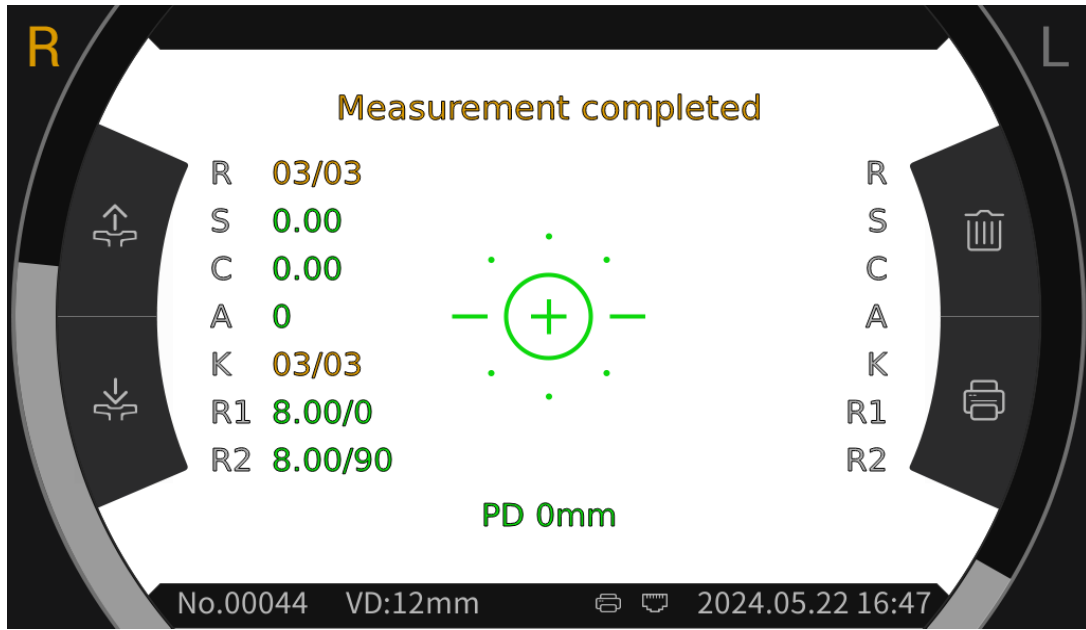 R L
Measurement completed
R 03/03 R
S 0.00 S
C 0.00 C
A 0 A
K 03/03 K
R1 8.00/0 R1
R2 8.00/90 R2
PD 0mm
No.00044 VD:12mm 2024.05.22 16:47